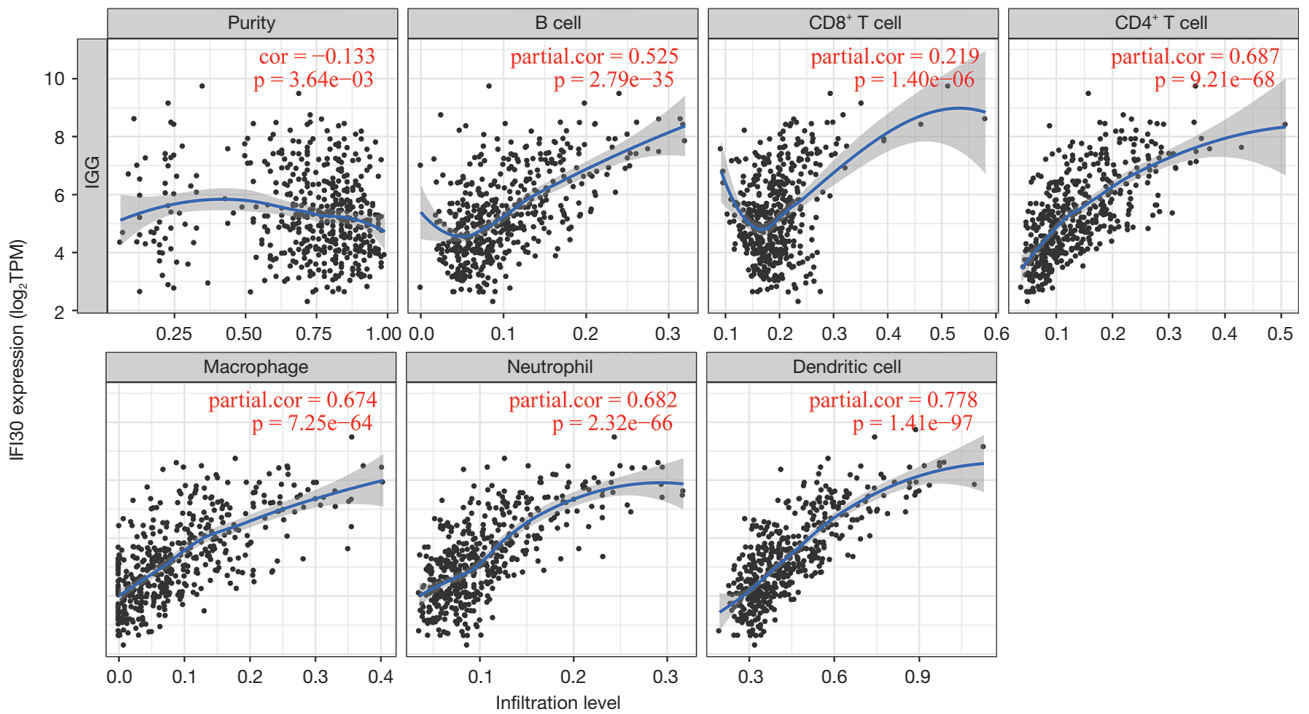 Purity
B cell
CD8⁺ T cell
CD4⁺ T cell
cor = −0.133
p = 3.64e−03
partial.cor = 0.525
p = 2.79e−35
partial.cor = 0.219
p = 1.40e−06
partial.cor = 0.687
p = 9.21e−68
IGG
10
8
6
4
2
0.25 0.50 0.75 1.00
0.0 0.1 0.2 0.3
0.1 0.2 0.3 0.4 0.5 0.6
0.1 0.2 0.3 0.4 0.5
IFI30 expression (log₂TPM)
Macrophage
Neutrophil
Dendritic cell
partial.cor = 0.674
p = 7.25e−64
partial.cor = 0.682
p = 2.32e−66
partial.cor = 0.778
p = 1.41e−97
0.0 0.1 0.2 0.3 0.4
0.1 0.2 0.3
0.3 0.6 0.9
Infiltration level